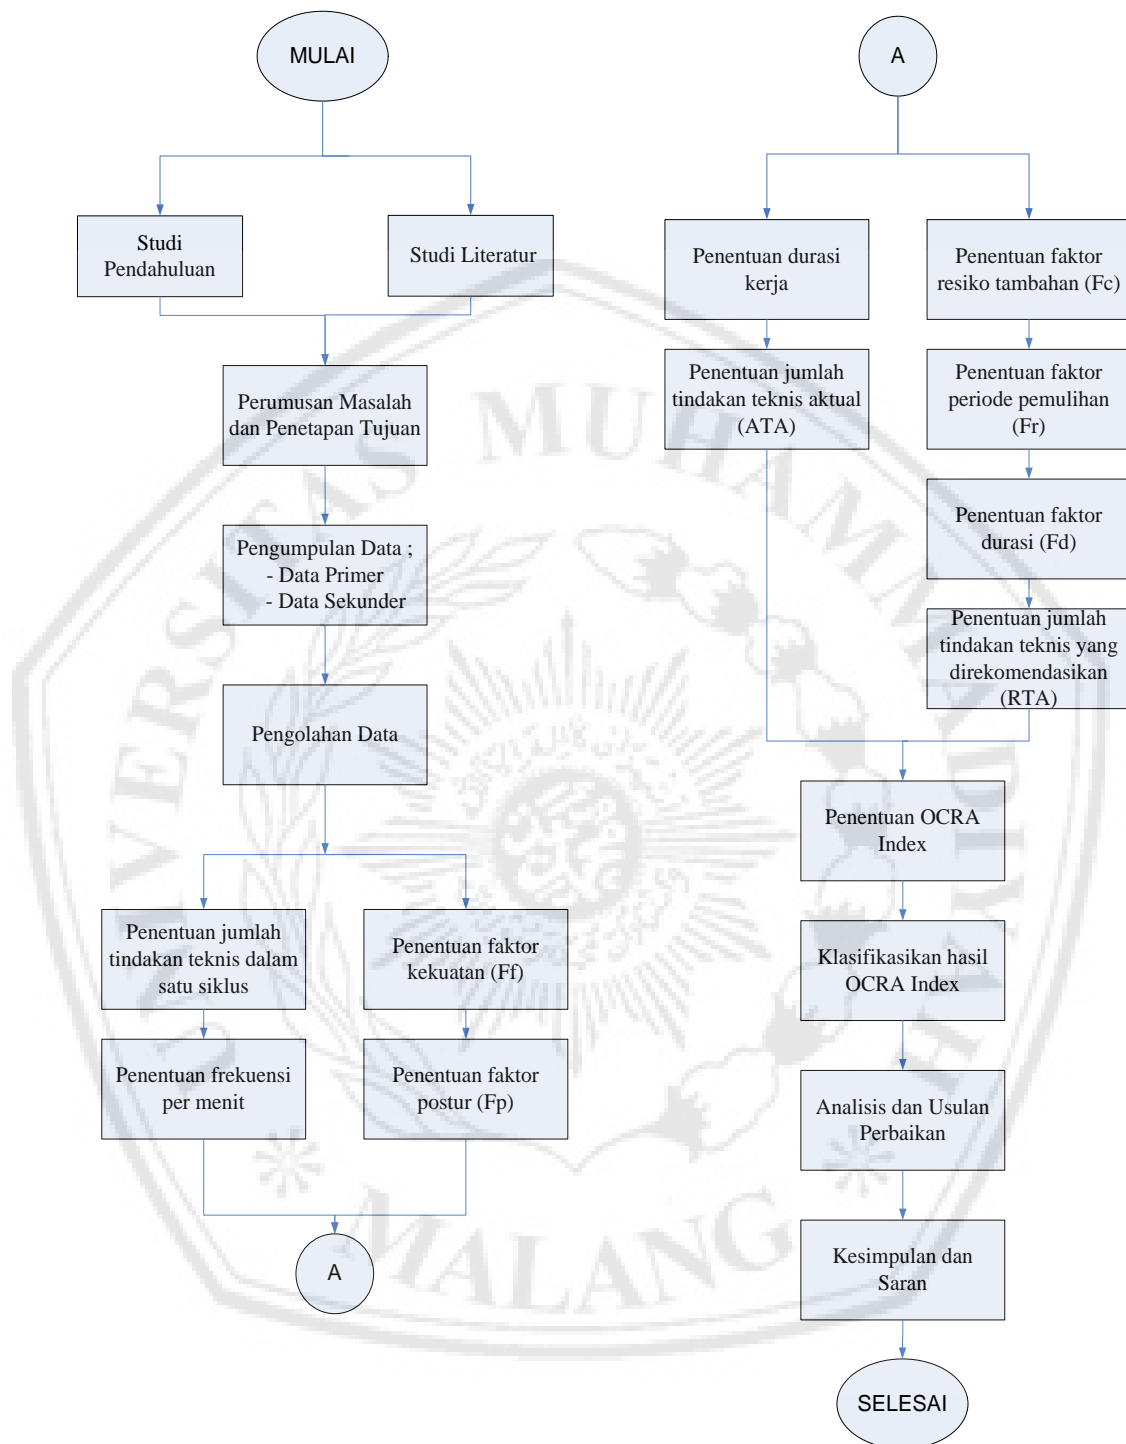 MULAI
Studi
Pendahuluan
Studi Literatur
Perumusan Masalah
dan Penetapan Tujuan
Pengumpulan Data ;
- Data Primer
- Data Sekunder
Pengolahan Data
Penentuan jumlah
tindakan teknis dalam
satu siklus
Penentuan faktor
kekuatan (Ff)
Penentuan frekuensi
per menit
Penentuan faktor
postur (Fp)
A
A
Penentuan durasi
kerja
Penentuan faktor
resiko tambahan (Fc)
Penentuan jumlah
tindakan teknis aktual
(ATA)
Penentuan faktor
periode pemulihan
(Fr)
Penentuan faktor
durasi (Fd)
Penentuan jumlah
tindakan teknis yang
direkomendasikan
(RTA)
Penentuan OCRA
Index
Klasifikasikan hasil
OCRA Index
Analisis dan Usulan
Perbaikan
Kesimpulan dan
Saran
SELESAI
UNIVERSITAS MUHAMMADIYAH
MALANG